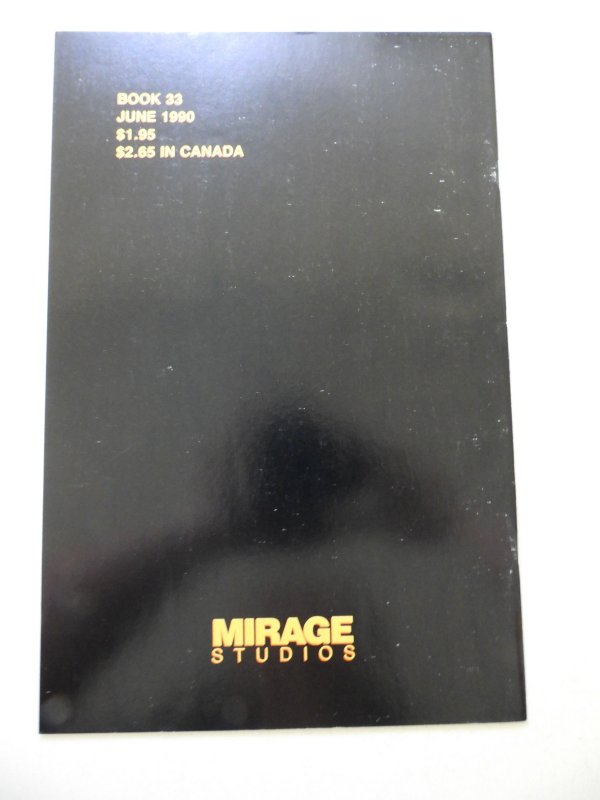 BOOK 33
JUNE 1990
$1.95
$2.65 IN CANADA
MIRAGE
STUDIOS